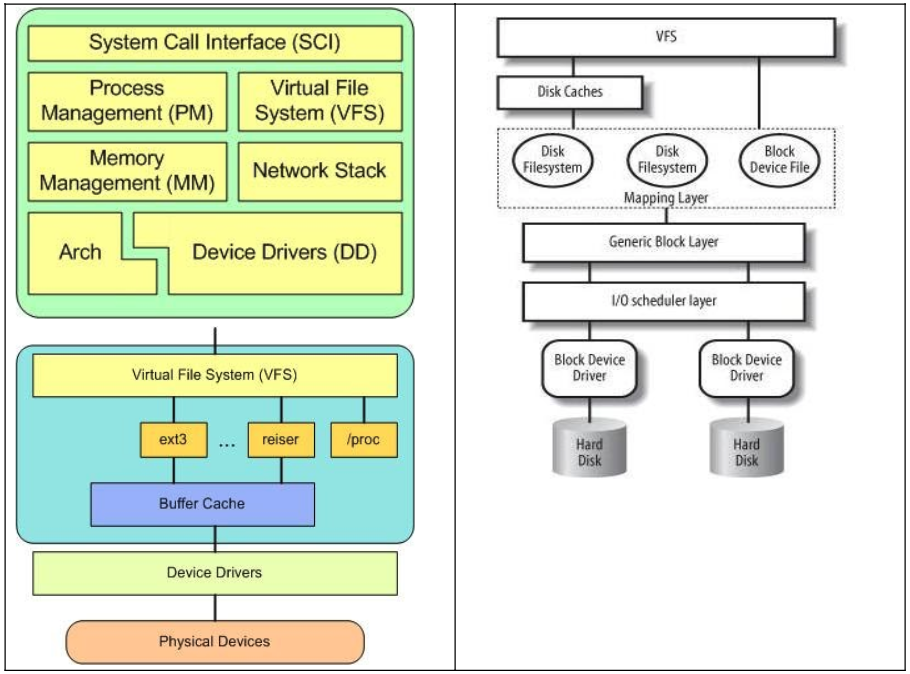 System Call Interface (SCI)
Process
Management (PM)
Virtual File
System (VFS)
Memory
Management (MM)
Network Stack
Arch
Device Drivers (DD)
Virtual File System (VFS)
ext3
...
reiser
/proc
Buffer Cache
Device Drivers
Physical Devices
VFS
Disk Caches
Disk
Filesystem
Disk
Filesystem
Block
Device File
Mapping Layer
Generic Block Layer
I/O scheduler layer
Block Device
Driver
Block Device
Driver
Hard
Disk
Hard
Disk